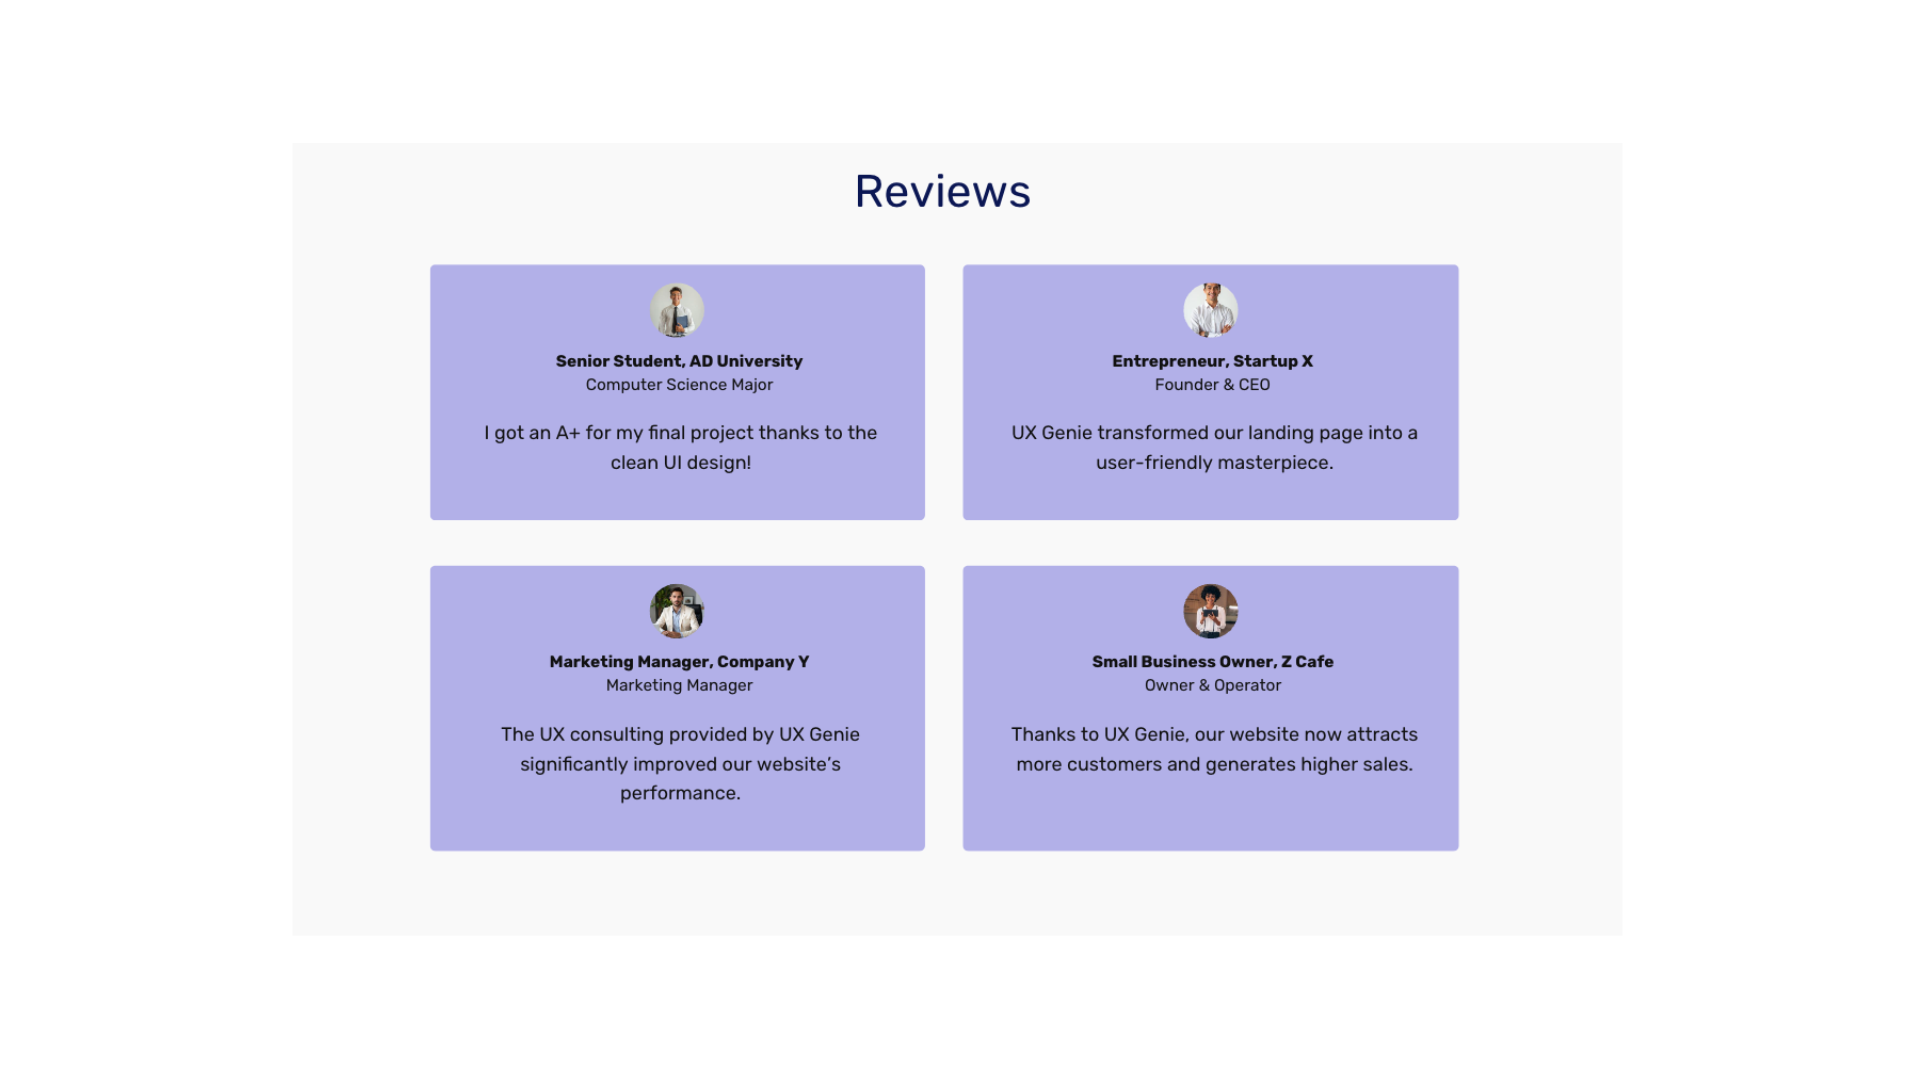 Reviews
Senior Student, AD University
Computer Science Major
I got an A+ for my final project thanks to the
clean UI design!
Entrepreneur, Startup X
Founder & CEO
UX Genie transformed our landing page into a
user-friendly masterpiece.
Marketing Manager, Company Y
Marketing Manager
The UX consulting provided by UX Genie
significantly improved our website’s
performance.
Small Business Owner, Z Cafe
Owner & Operator
Thanks to UX Genie, our website now attracts
more customers and generates higher sales.